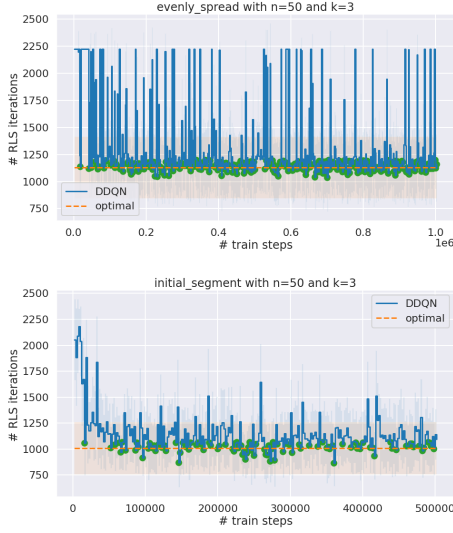 evenly_spread with n=50 and k=3
2500
2250
2000
1750
1500
1250
1000
750
# RLS iterations
DDQN
optimal
0.0 0.2 0.4 0.6 0.8 1.0
1e6
# train steps
initial_segment with n=50 and k=3
2500
2250
2000
1750
1500
1250
1000
750
# RLS iterations
DDQN
optimal
0 100000 200000 300000 400000 500000
# train steps